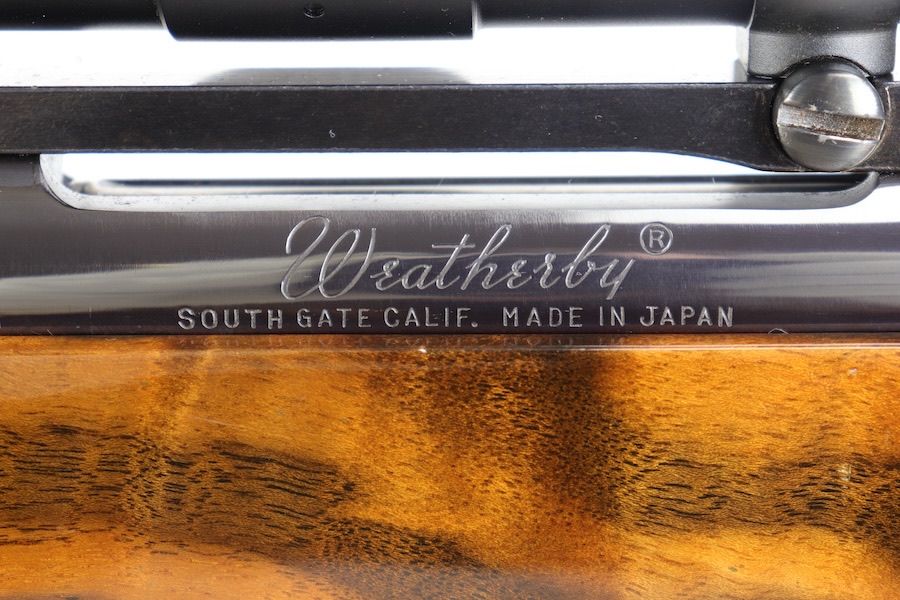 Weatherby ®
SOUTH GATE CALIF. MADE IN JAPAN